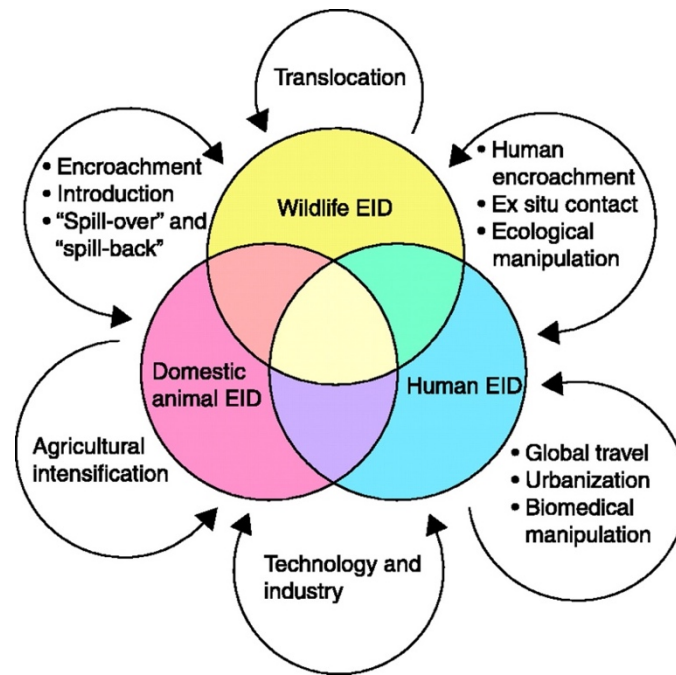 Translocation
• Encroachment
• Introduction
• "Spill-over" and
"spill-back"
Wildlife EID
• Human
encroachment
• Ex situ contact
• Ecological
manipulation
Domestic
animal EID
Human EID
Agricultural
intensification
• Global travel
• Urbanization
• Biomedical
manipulation
Technology and
industry